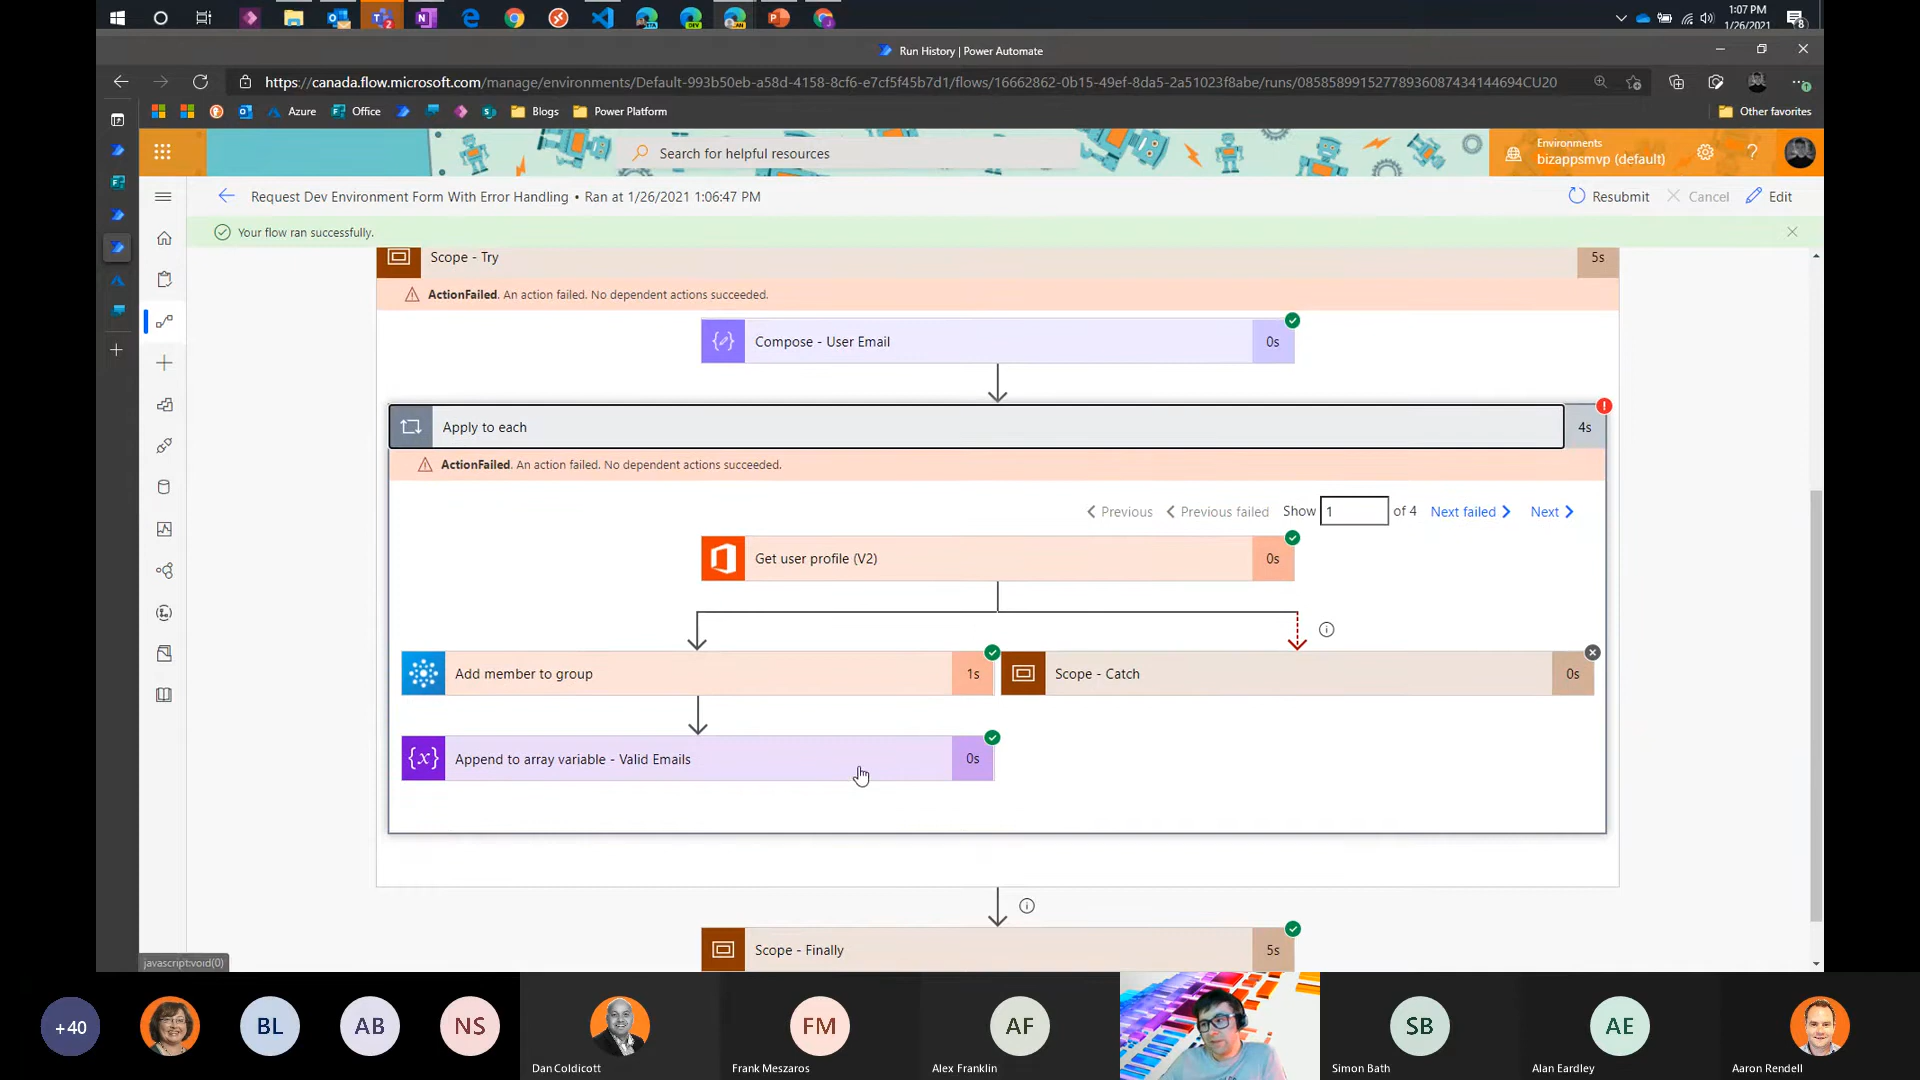 1:07 PM
1/26/2021
8
Run History | Power Automate
https://canada.flow.microsoft.com/manage/environments/Default-993b50eb-a58d-4158-8cf6-e7cf5f45b7d1/flows/16662862-0b15-49ef-8da5-2a51023f8abe/runs/08585899152778936087434144694CU20
Azure
Office
Blogs
Power Platform
Other favorites
Search for helpful resources
Environments
bizappsmvp (default)
Request Dev Environment Form With Error Handling • Ran at 1/26/2021 1:06:47 PM
Resubmit
Cancel
Edit
Your flow ran successfully.
Scope - Try
5s
ActionFailed. An action failed. No dependent actions succeeded.
Compose - User Email
0s
Apply to each
4s
ActionFailed. An action failed. No dependent actions succeeded.
Previous
Previous failed
Show 1 of 4
Next failed
Next
Get user profile (V2)
0s
Add member to group
1s
Scope - Catch
0s
{x}
Append to array variable - Valid Emails
0s
Scope - Finally
5s
javascript:void(0)
+40
BL
AB
NS
FM
AF
SB
AE
Dan Coldicott
Frank Meszaros
Alex Franklin
Simon Bath
Alan Eardley
Aaron Rendell